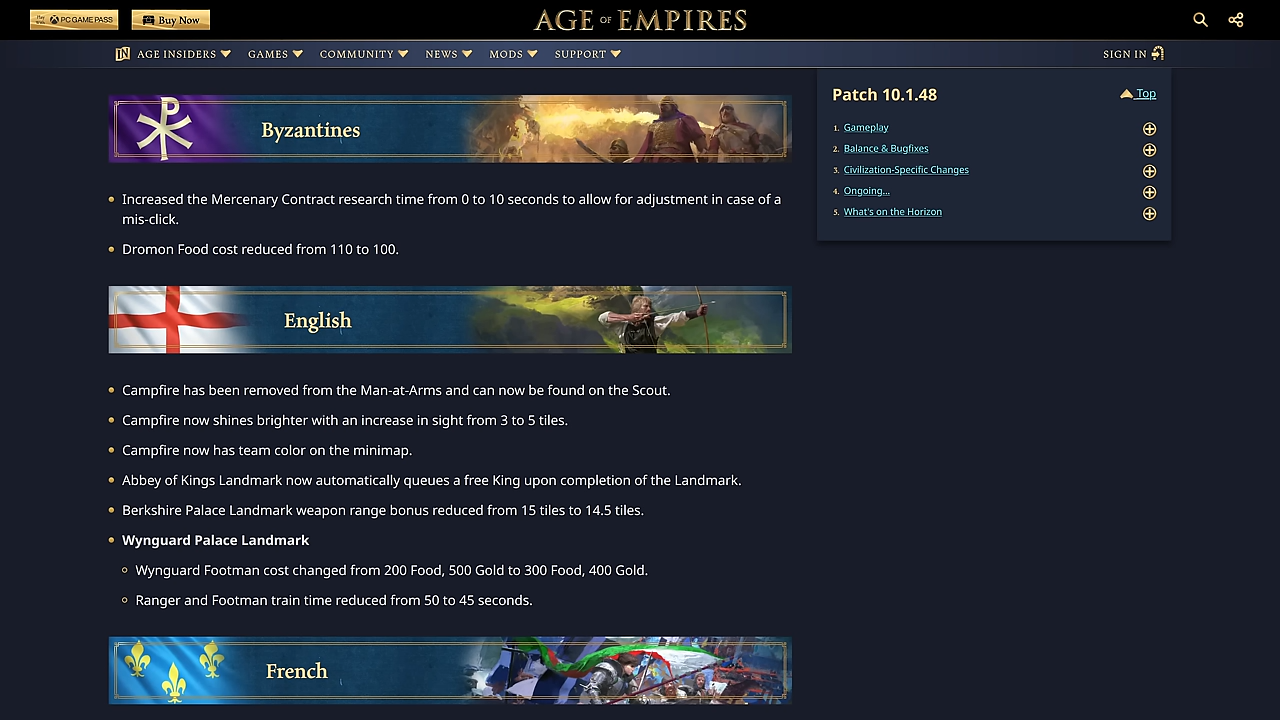 PC GAME PASS
Buy Now
AGE OF EMPIRES
IN AGE INSIDERS
GAMES
COMMUNITY
NEWS
MODS
SUPPORT
SIGN IN
Byzantines
Increased the Mercenary Contract research time from 0 to 10 seconds to allow for adjustment in case of a
mis-click.
Dromon Food cost reduced from 110 to 100.
English
Campfire has been removed from the Man-at-Arms and can now be found on the Scout.
Campfire now shines brighter with an increase in sight from 3 to 5 tiles.
Campfire now has team color on the minimap.
Abbey of Kings Landmark now automatically queues a free King upon completion of the Landmark.
Berkshire Palace Landmark weapon range bonus reduced from 15 tiles to 14.5 tiles.
Wynguard Palace Landmark
Wynguard Footman cost changed from 200 Food, 500 Gold to 300 Food, 400 Gold.
Ranger and Footman train time reduced from 50 to 45 seconds.
French
Patch 10.1.48
Top
1. Gameplay
2. Balance & Bugfixes
3. Civilization-Specific Changes
4. Ongoing...
5. What's on the Horizon